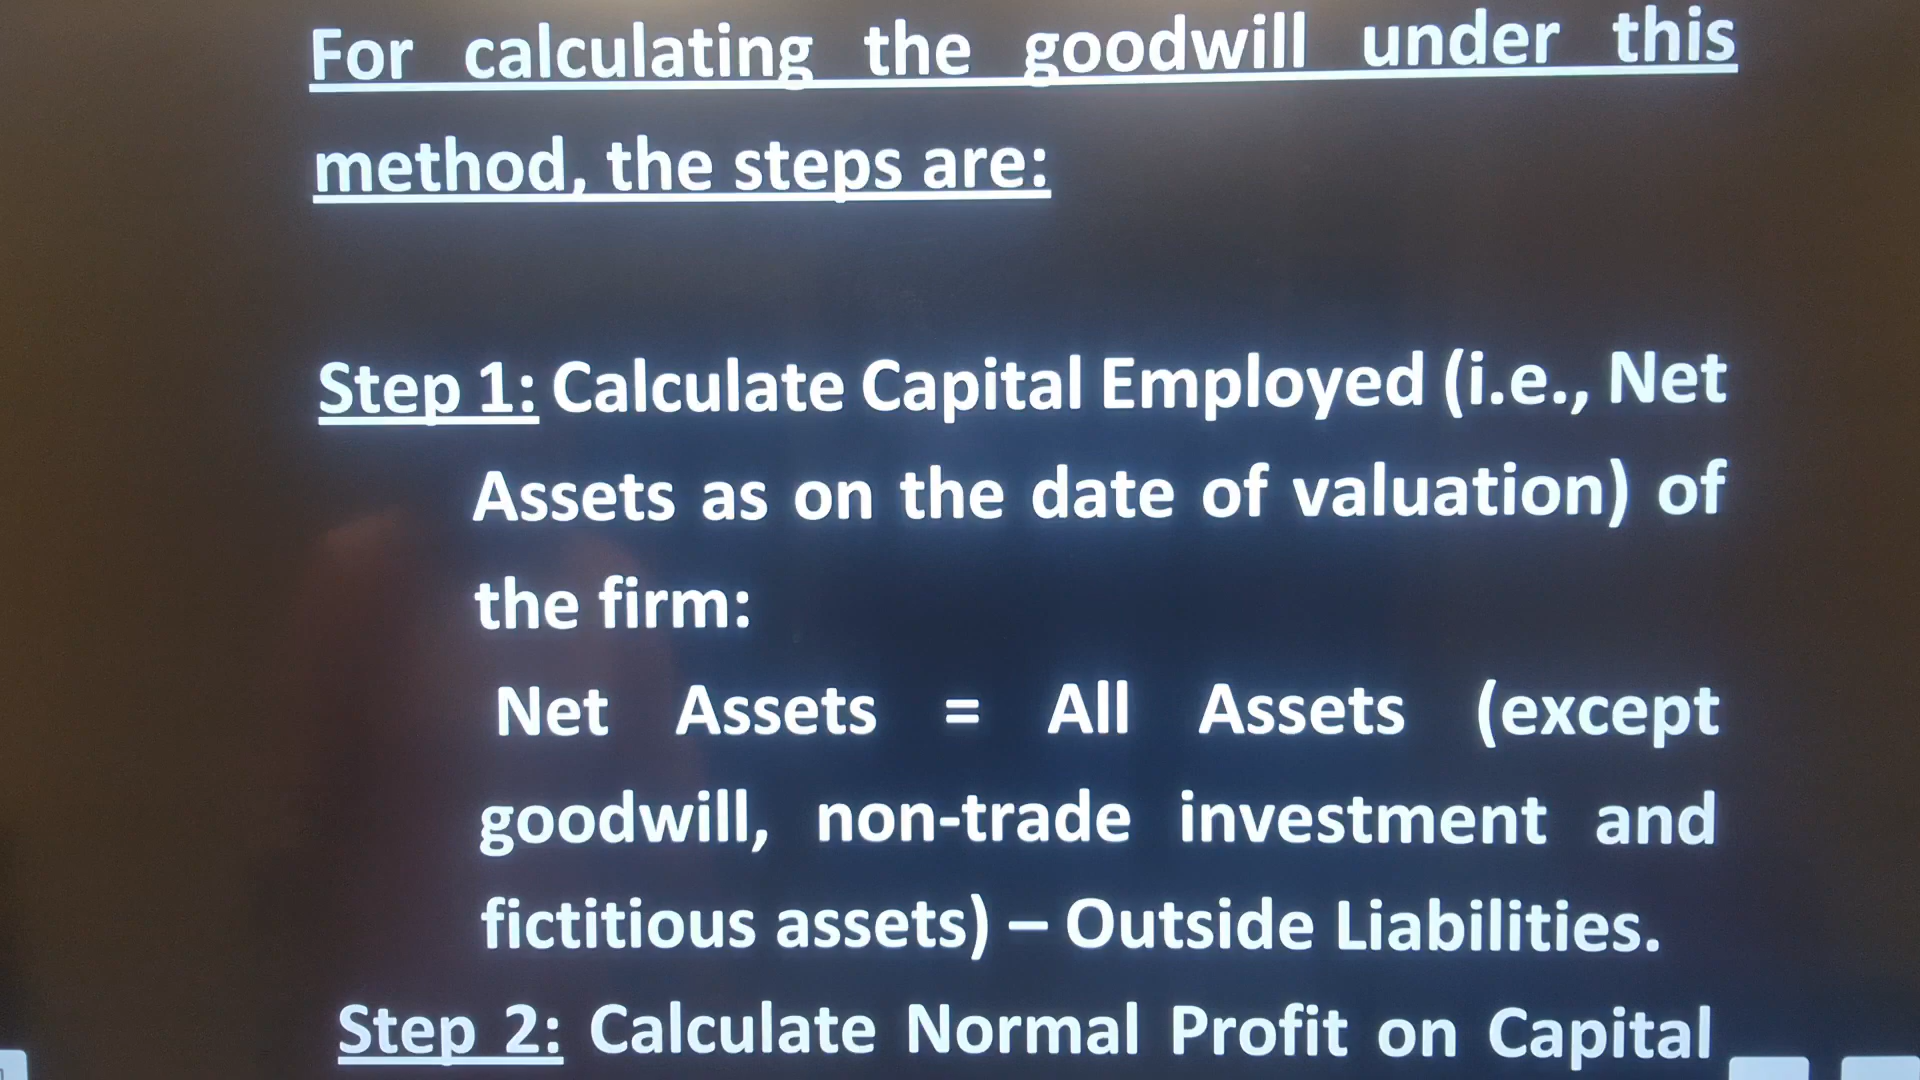 For calculating the goodwill under this
method, the steps are:
Step 1: Calculate Capital Employed (i.e., Net
Assets as on the date of valuation) of
the firm:
Net Assets = All Assets (except
goodwill, non-trade investment and
fictitious assets) – Outside Liabilities.
Step 2: Calculate Normal Profit on Capital